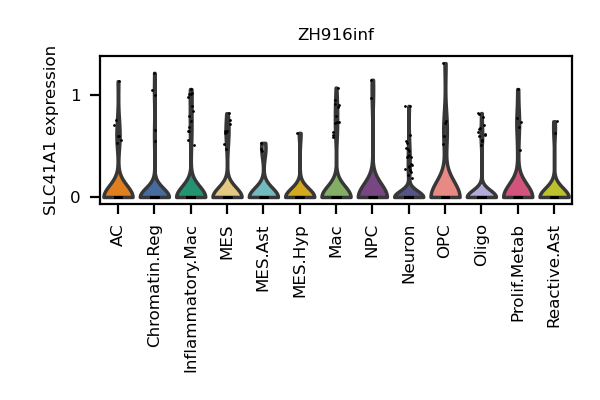 ZH916inf
SLC41A1 expression
1
0
AC
Chromatin.Reg
Inflammatory.Mac
MES
MES.Ast
MES.Hyp
Mac
NPC
Neuron
OPC
Oligo
Prolif.Metab
Reactive.Ast